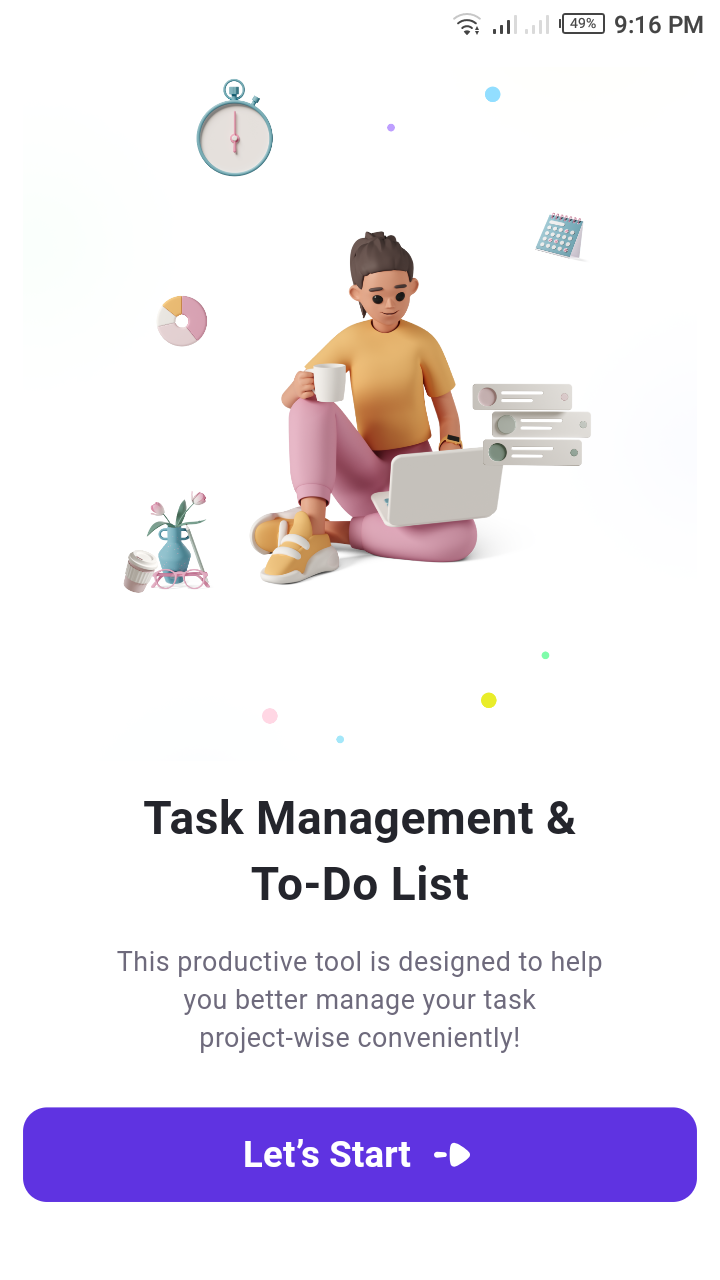 49% 9:16 PM
Task Management &
To-Do List
This productive tool is designed to help
you better manage your task
project-wise conveniently!
Let’s Start